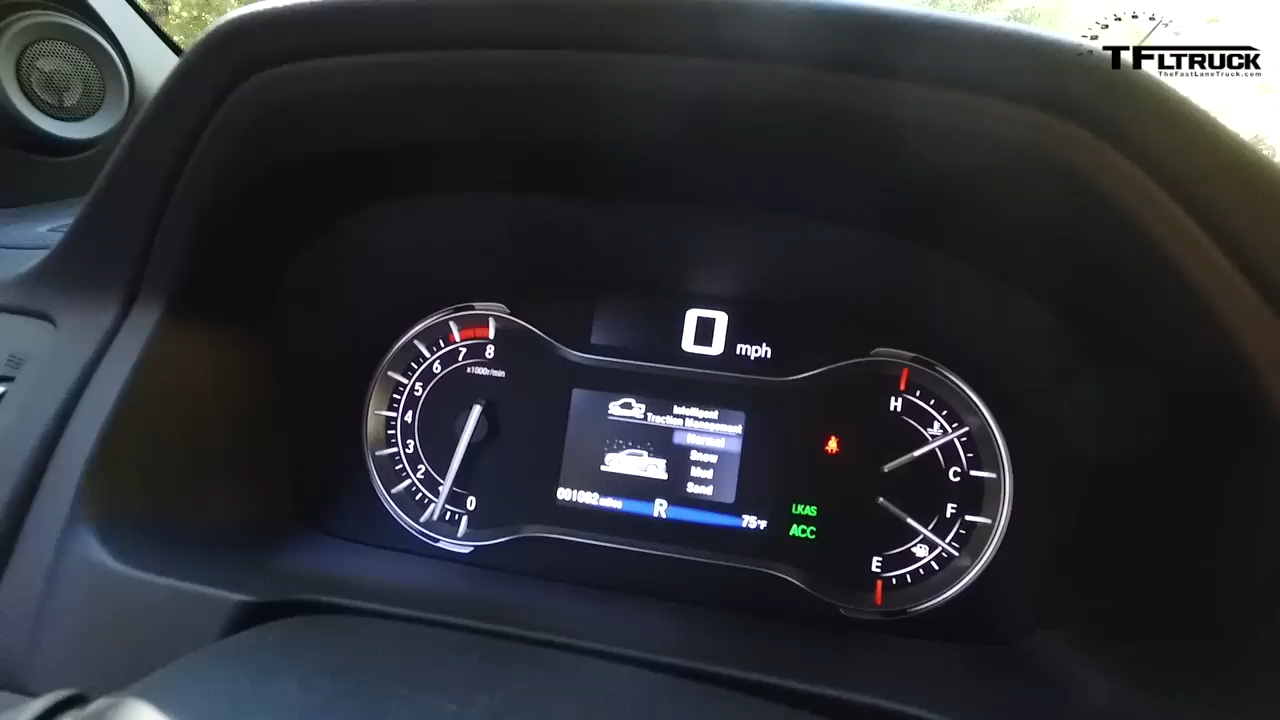 TFLTRUCK
TheFastLaneTruck.com
0 mph
8
7
6
5
4
3
2
1
0
x1000r/min
Intelligent
Traction Management
Normal
Snow
Mud
Sand
001082 miles
R
75°F
LKAS
ACC
H
C
F
E